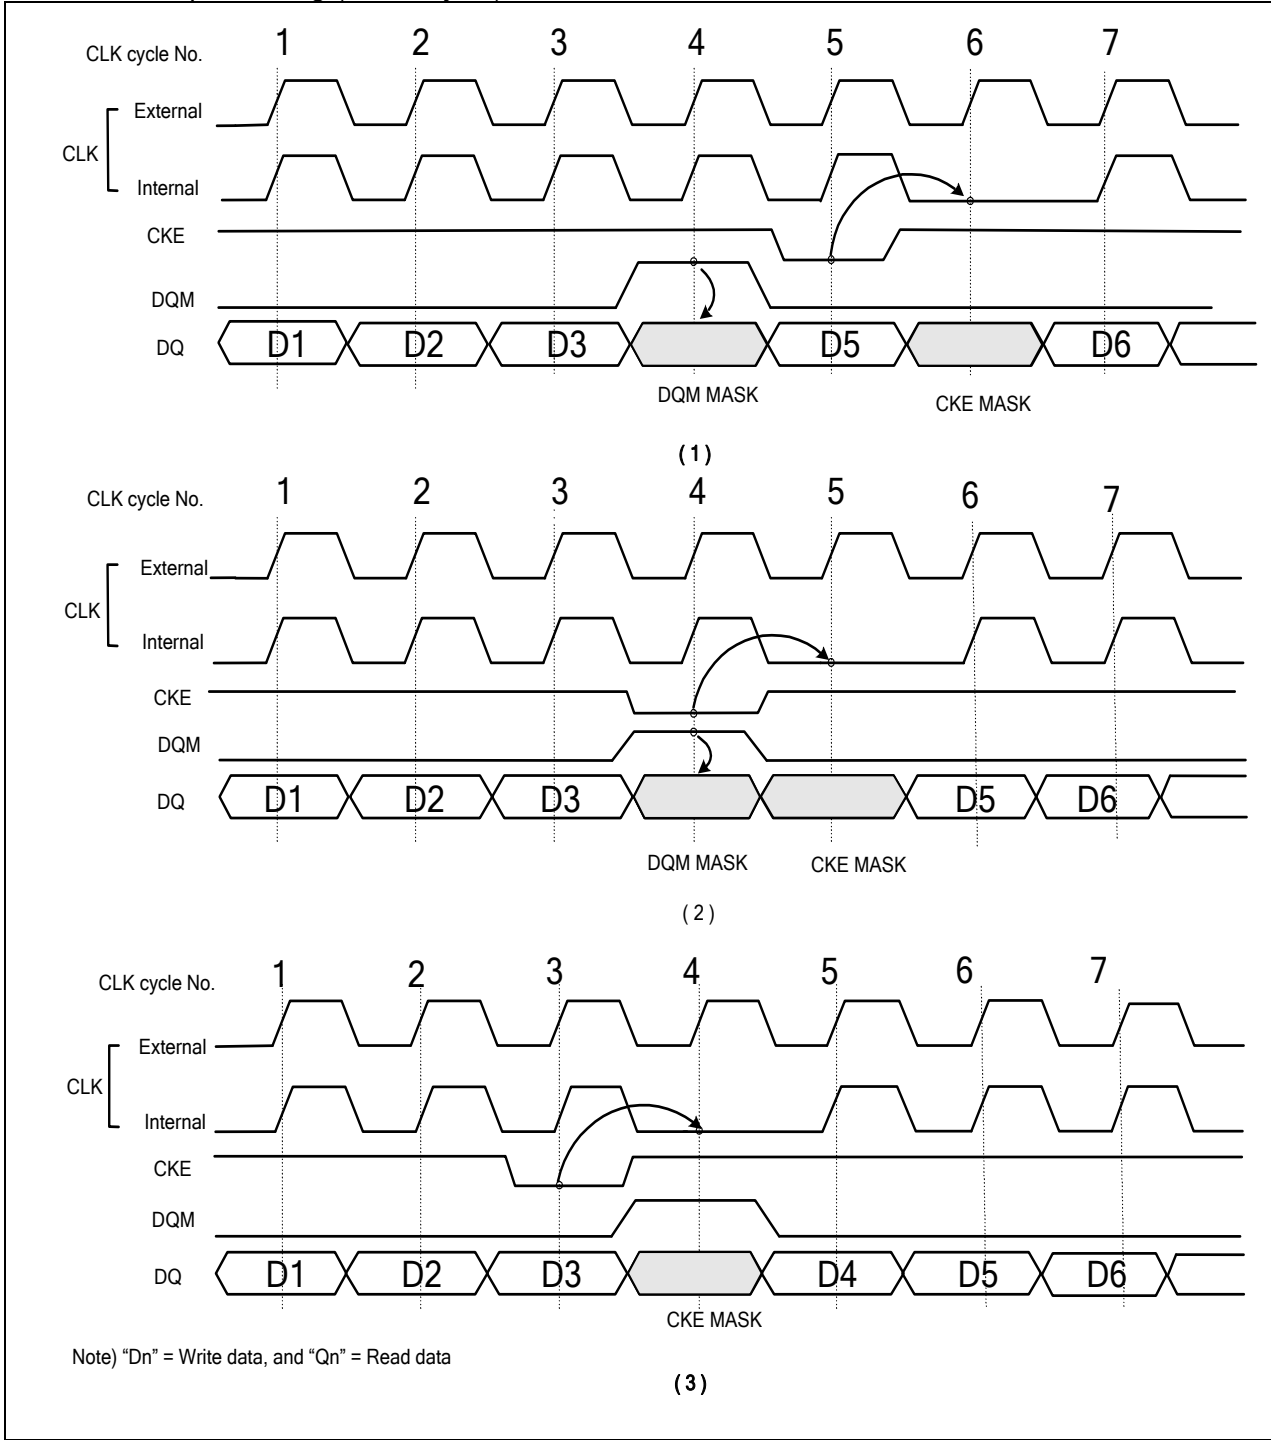 CLK cycle No. 1 2 3 4 5 6 7
External
CLK
Internal
CKE
DQM
DQ D1 D2 D3 D5 D6
DQM MASK CKE MASK
(1)
CLK cycle No. 1 2 3 4 5 6 7
External
CLK
Internal
CKE
DQM
DQ D1 D2 D3 D5 D6
DQM MASK CKE MASK
(2)
CLK cycle No. 1 2 3 4 5 6 7
External
CLK
Internal
CKE
DQM
DQ D1 D2 D3 D4 D5 D6
CKE MASK
Note) “Dn” = Write data, and “Qn” = Read data
(3)